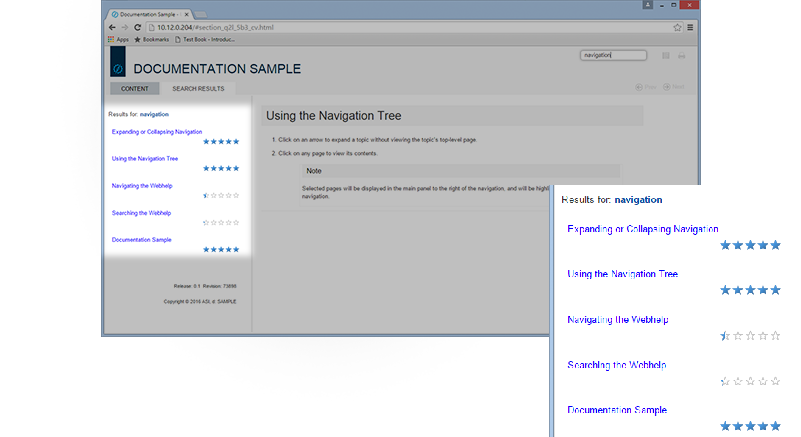 Documentation Sample -
10.12.0.204/#section_q2l_5b3_cv.html
Apps Bookmarks Test Book - Introduc...
navigation
DOCUMENTATION SAMPLE
CONTENT SEARCH RESULTS
Prev Next
Results for: navigation
Expanding or Collapsing Navigation
Using the Navigation Tree
Navigating the Webhelp
Searching the Webhelp
Documentation Sample
Release: 0.1 Revision: 73899
Copyright © 2016 ASL & SAMPLE
Using the Navigation Tree
1. Click on an arrow to expand a topic without viewing the topic's top-level page.
2. Click on any page to view its contents.
Note
Selected pages will be displayed in the main panel to the right of the navigation, and will be highl
navigation.
Results for: navigation
Expanding or Collapsing Navigation
Using the Navigation Tree
Navigating the Webhelp
Searching the Webhelp
Documentation Sample